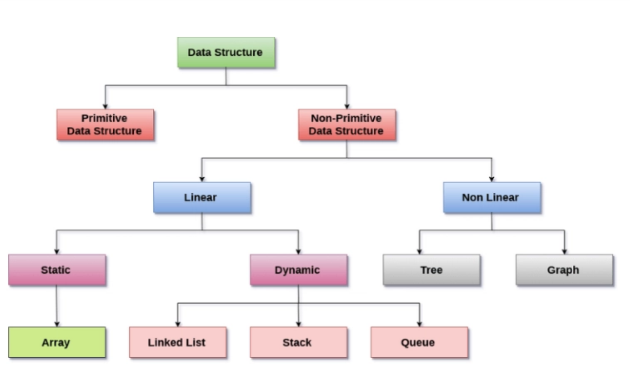 Data Structure
Primitive
Data Structure
Non-Primitive
Data Structure
Linear
Non Linear
Static
Dynamic
Tree
Graph
Array
Linked List
Stack
Queue